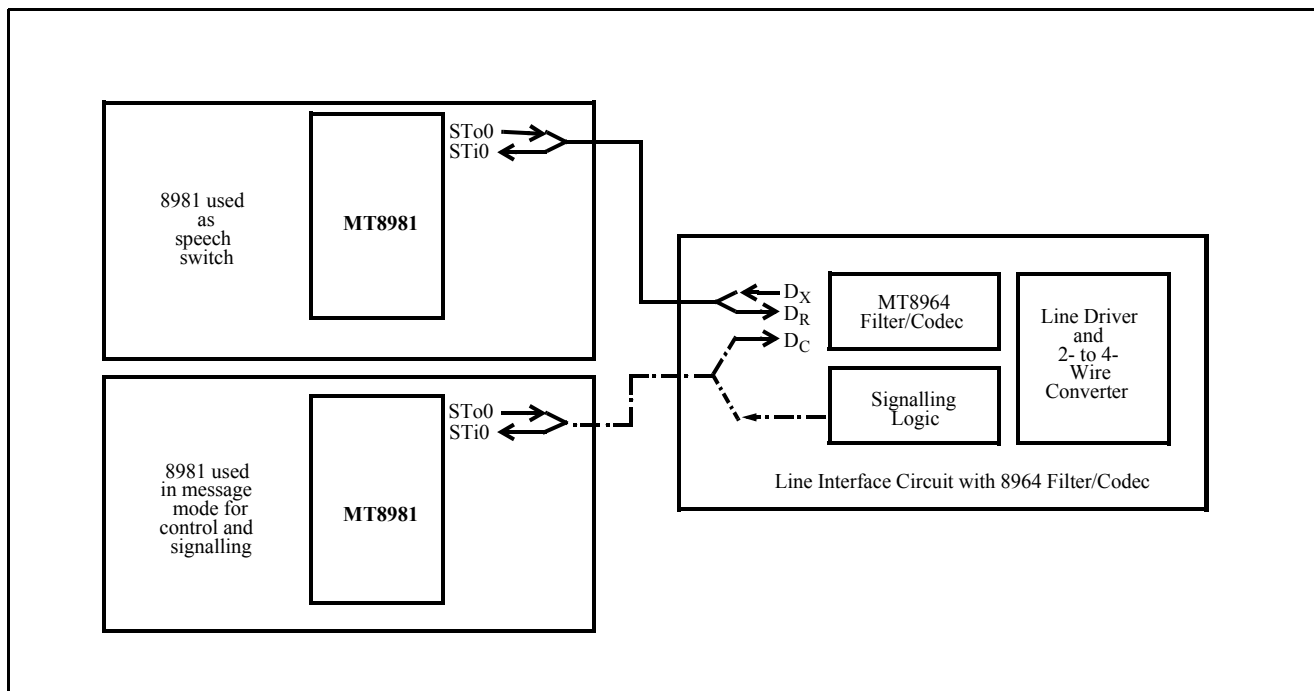 8981 used
as
speech
switch
MT8981
STo0
STi0
8981 used
in message
mode for
control and
signalling
MT8981
STo0
STi0
DX
DR
DC
MT8964
Filter/Codec
Signalling
Logic
Line Driver
and
2- to 4-
Wire
Converter
Line Interface Circuit with 8964 Filter/Codec